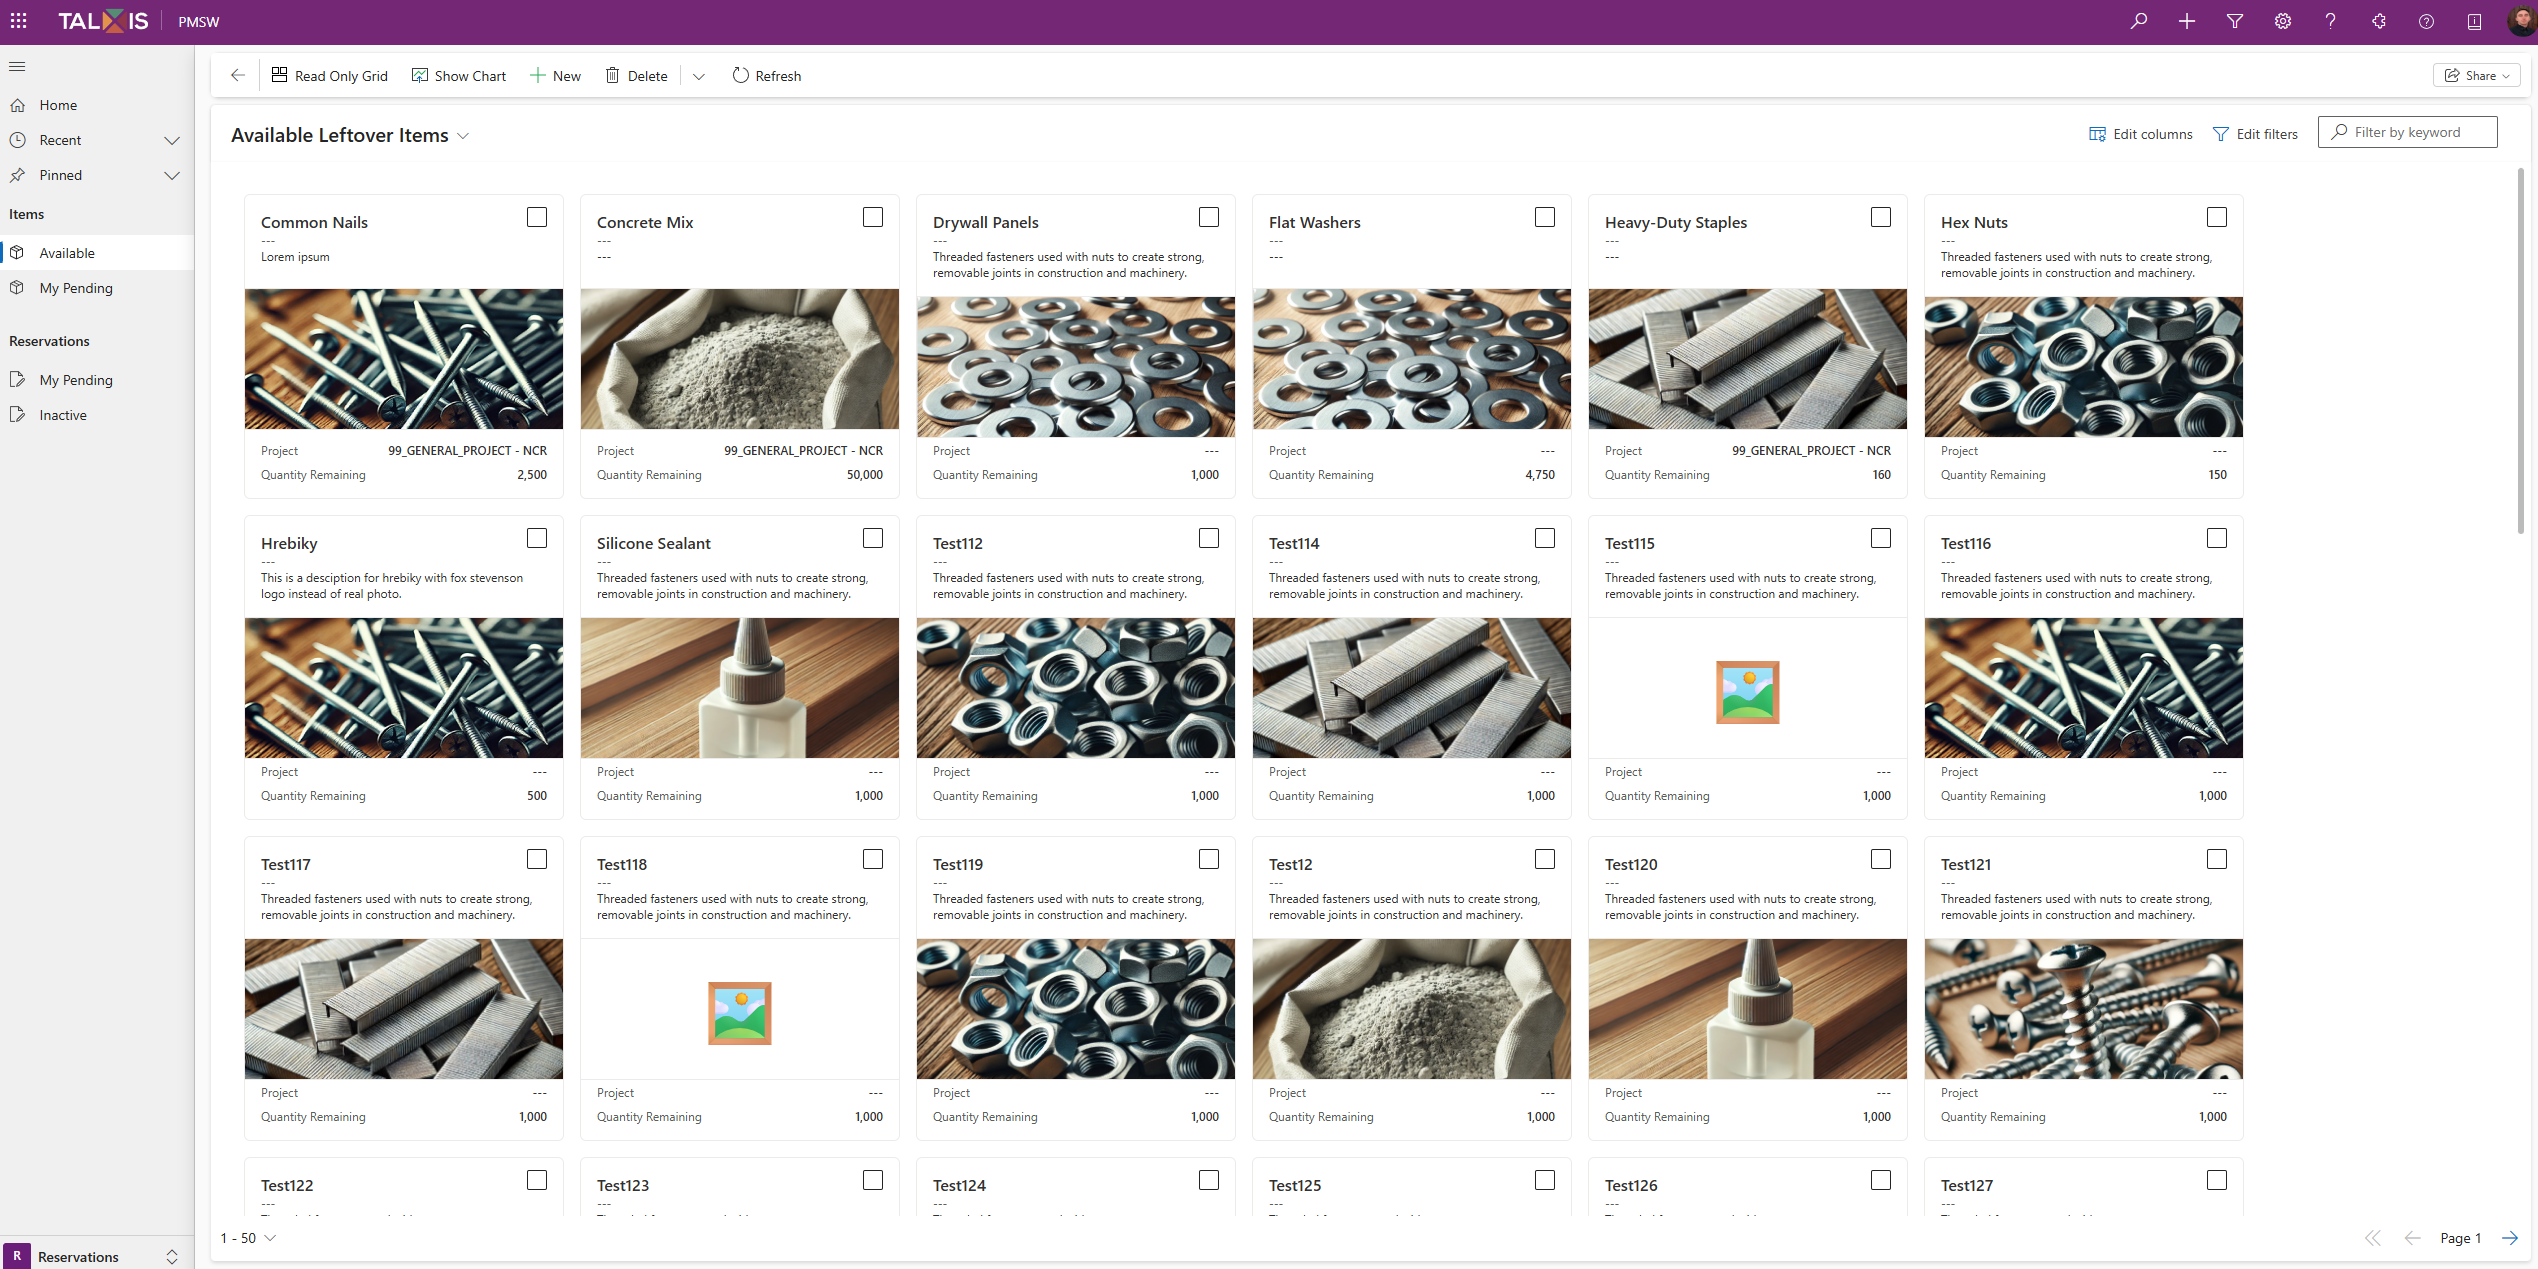 TALXIS PMSW
Home
Recent
Pinned
Items
Available
My Pending
Reservations
My Pending
Inactive
R Reservations
Read Only Grid Show Chart New Delete Refresh Share
Available Leftover Items
Edit columns Edit filters Filter by keyword
Common Nails
---
Lorem ipsum
Project 99_GENERAL_PROJECT - NCR
Quantity Remaining 2,500
Concrete Mix
---
---
Project 99_GENERAL_PROJECT - NCR
Quantity Remaining 50,000
Drywall Panels
---
Threaded fasteners used with nuts to create strong,
removable joints in construction and machinery.
Project ---
Quantity Remaining 1,000
Flat Washers
---
---
Project ---
Quantity Remaining 4,750
Heavy-Duty Staples
---
---
Project 99_GENERAL_PROJECT - NCR
Quantity Remaining 160
Hex Nuts
---
Threaded fasteners used with nuts to create strong,
removable joints in construction and machinery.
Project ---
Quantity Remaining 150
Hrebiky
---
This is a desciption for hrebiky with fox stevenson
logo instead of real photo.
Project ---
Quantity Remaining 500
Silicone Sealant
---
Threaded fasteners used with nuts to create strong,
removable joints in construction and machinery.
Project ---
Quantity Remaining 1,000
Test112
---
Threaded fasteners used with nuts to create strong,
removable joints in construction and machinery.
Project ---
Quantity Remaining 1,000
Test114
---
Threaded fasteners used with nuts to create strong,
removable joints in construction and machinery.
Project ---
Quantity Remaining 1,000
Test115
---
Threaded fasteners used with nuts to create strong,
removable joints in construction and machinery.
Project ---
Quantity Remaining 1,000
Test116
---
Threaded fasteners used with nuts to create strong,
removable joints in construction and machinery.
Project ---
Quantity Remaining 1,000
Test117
---
Threaded fasteners used with nuts to create strong,
removable joints in construction and machinery.
Project ---
Quantity Remaining 1,000
Test118
---
Threaded fasteners used with nuts to create strong,
removable joints in construction and machinery.
Project ---
Quantity Remaining 1,000
Test119
---
Threaded fasteners used with nuts to create strong,
removable joints in construction and machinery.
Project ---
Quantity Remaining 1,000
Test12
---
Threaded fasteners used with nuts to create strong,
removable joints in construction and machinery.
Project ---
Quantity Remaining 1,000
Test120
---
Threaded fasteners used with nuts to create strong,
removable joints in construction and machinery.
Project ---
Quantity Remaining 1,000
Test121
---
Threaded fasteners used with nuts to create strong,
removable joints in construction and machinery.
Project ---
Quantity Remaining 1,000
Test122
---
Test123
---
Test124
---
Test125
---
Test126
---
Test127
---
1 - 50 Page 1